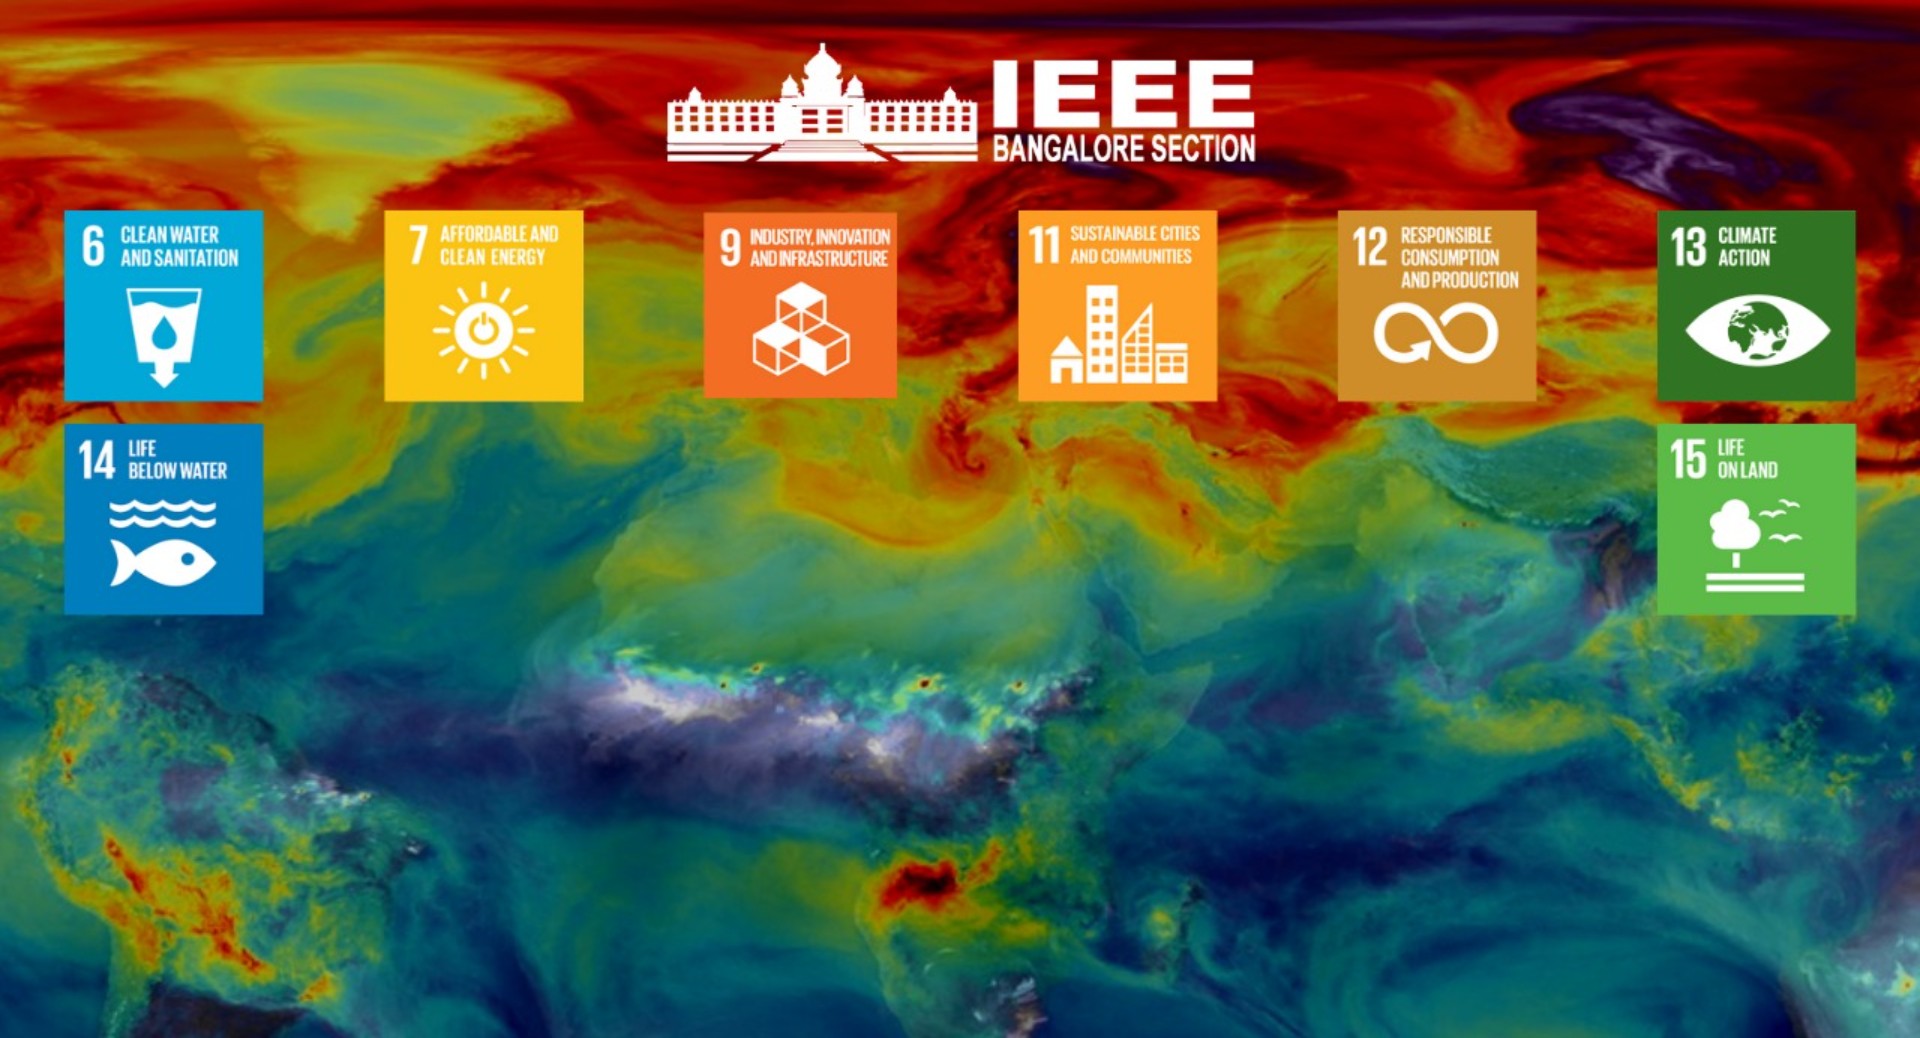 IEEE
BANGALORE SECTION
6 CLEAN WATER
AND SANITATION
7 AFFORDABLE AND
CLEAN ENERGY
9 INDUSTRY, INNOVATION
AND INFRASTRUCTURE
11 SUSTAINABLE CITIES
AND COMMUNITIES
12 RESPONSIBLE
CONSUMPTION
AND PRODUCTION
13 CLIMATE
ACTION
14 LIFE
BELOW WATER
15 LIFE
ON LAND